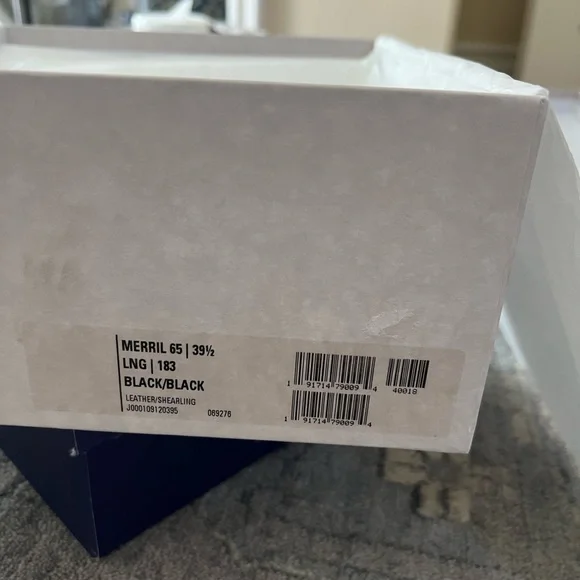 MERRIL 65 | 39½
LNG | 183
BLACK/BLACK
LEATHER/SHEARLING
J000109120395 069276
1 91714 79009 4
40018
1 91714 79009 4